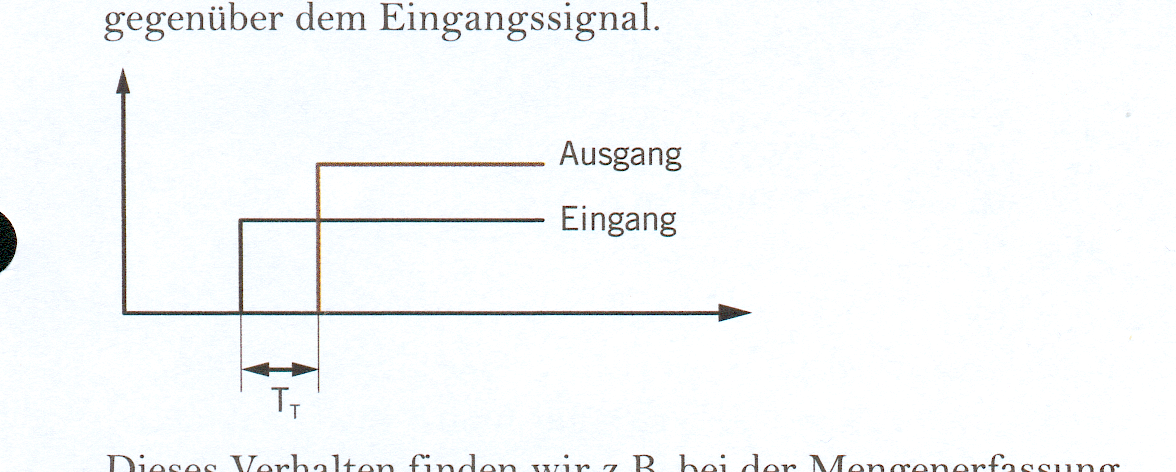 gegenüber dem Eingangssignal.
Ausgang
Eingang
T_T
Dieses Verhalten finden wir z.B. bei der Mengenerfassung